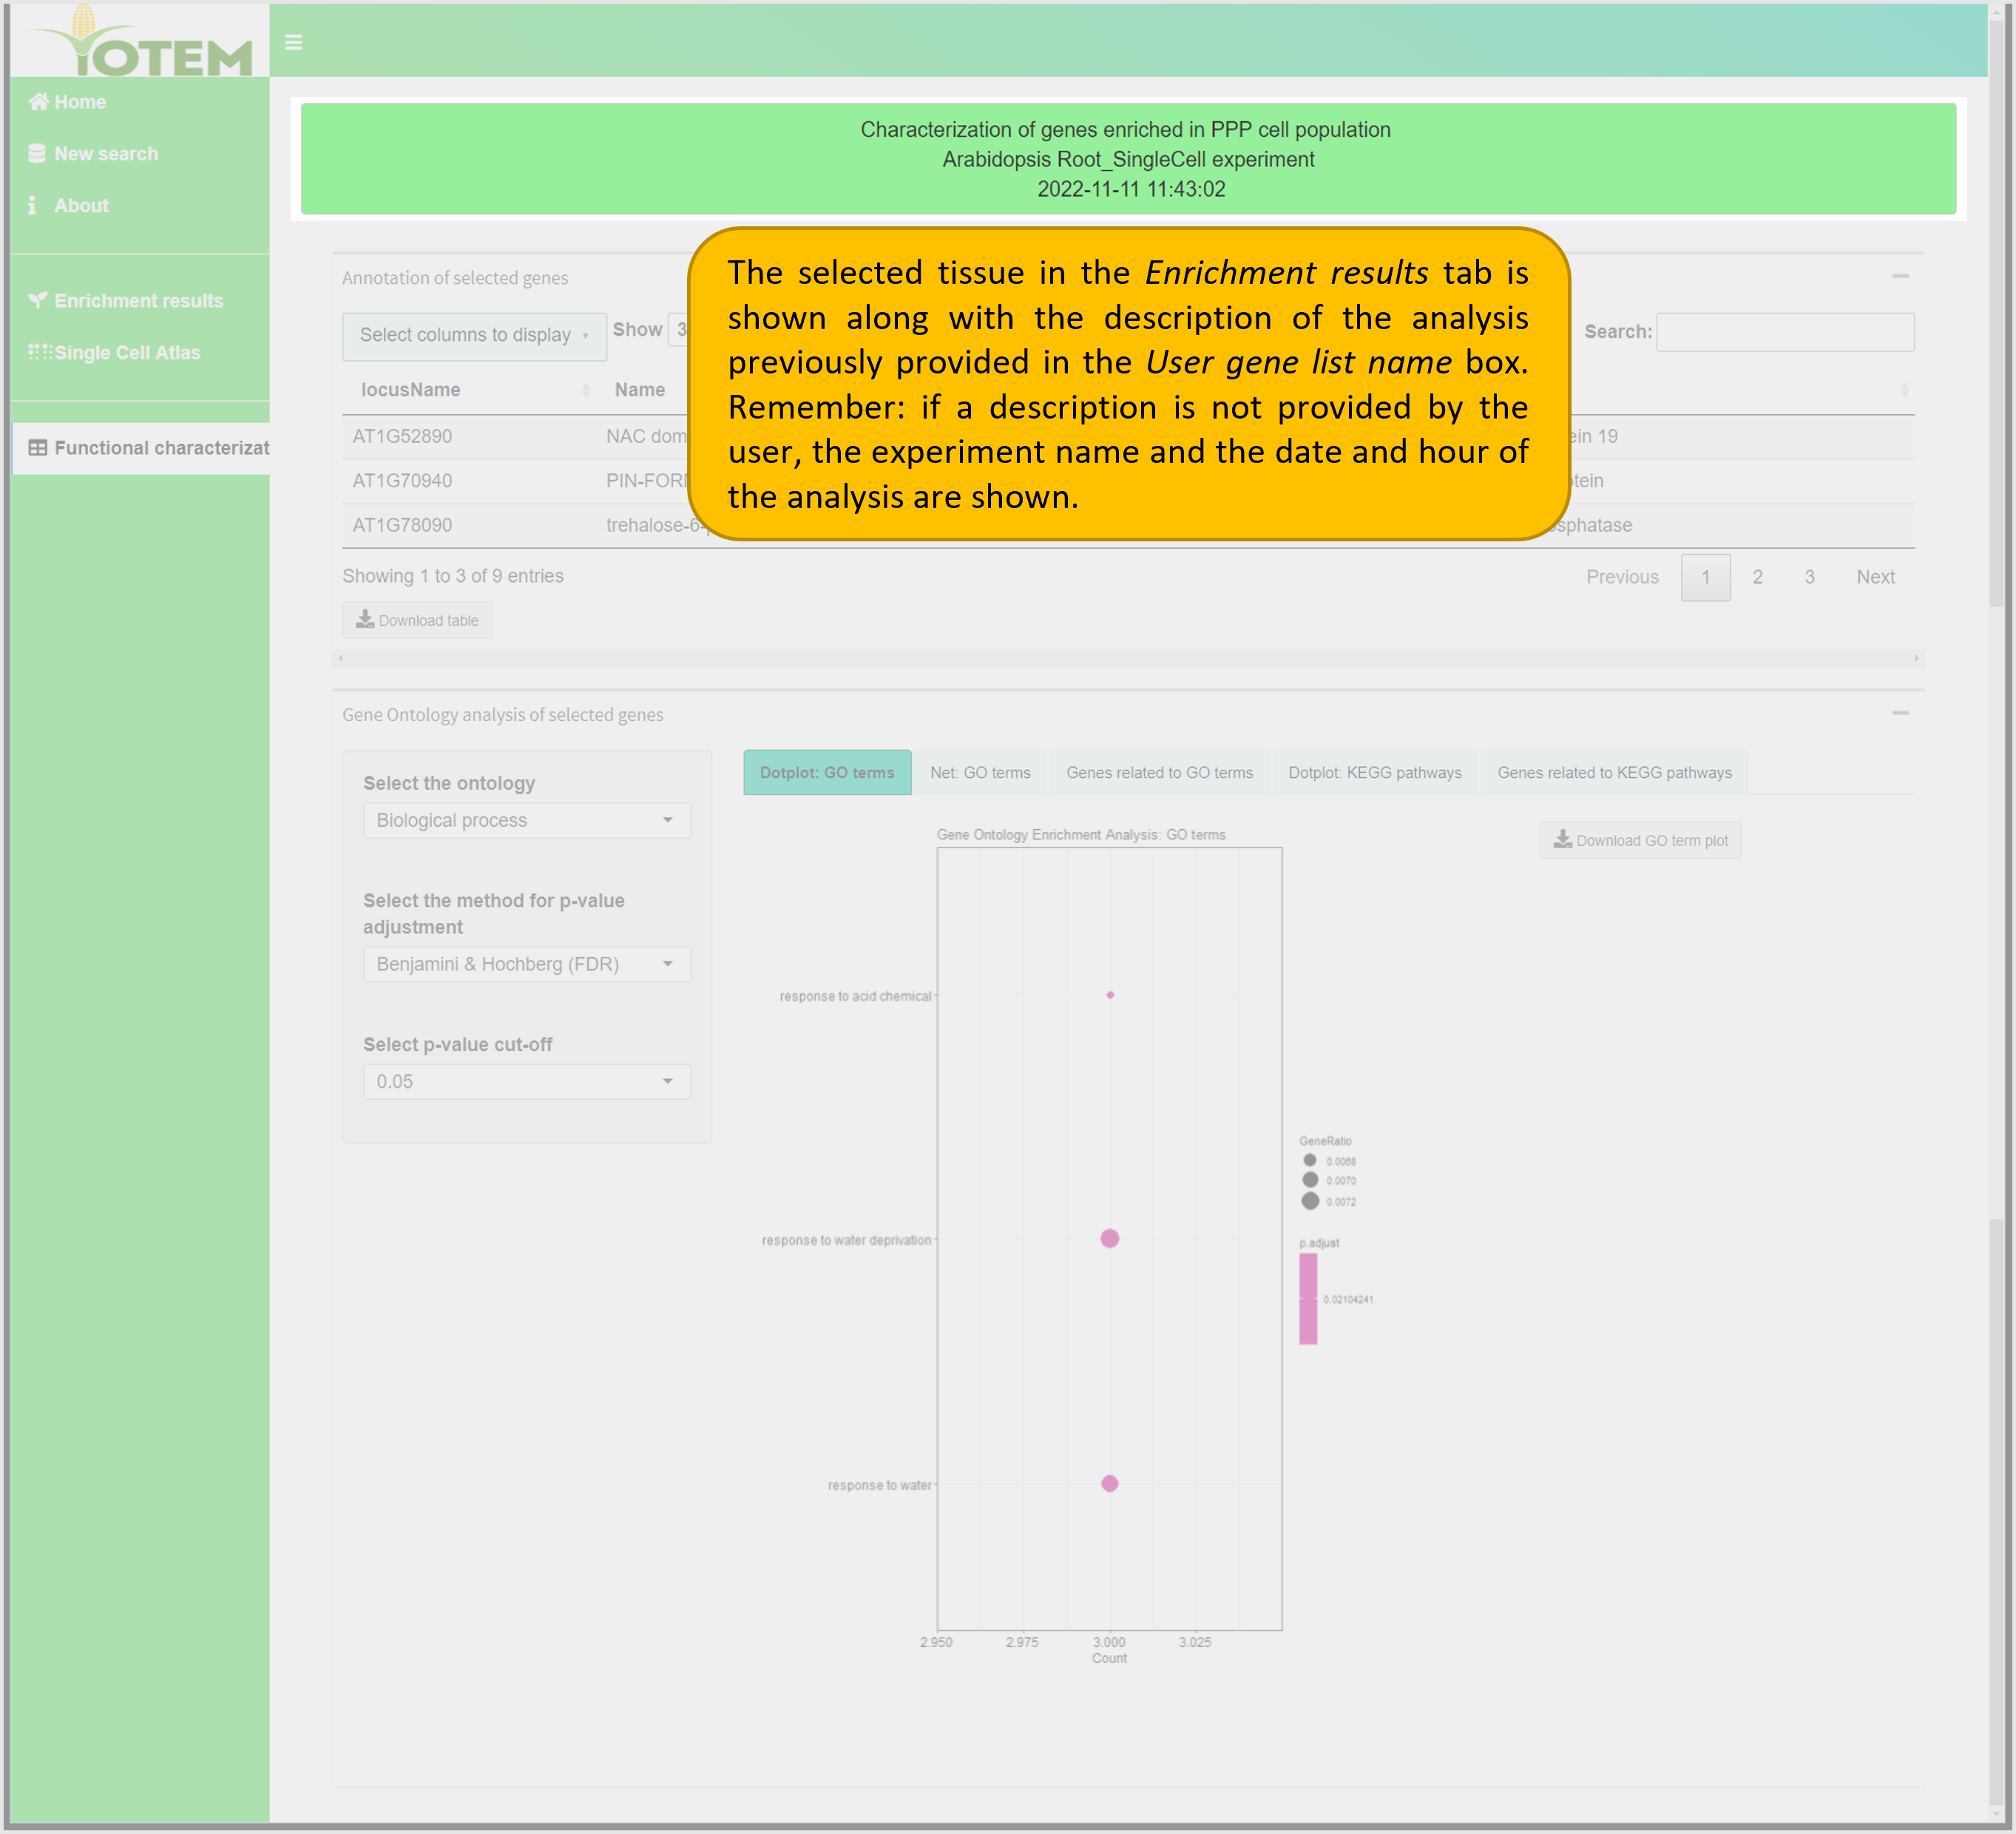 TOTEM
Home
New search
About
Enrichment results
Single Cell Atlas
Functional characterizat
Characterization of genes enriched in PPP cell population
Arabidopsis Root_SingleCell experiment
2022-11-11 11:43:02
The selected tissue in the Enrichment results tab is
shown along with the description of the analysis
previously provided in the User gene list name box.
Remember: if a description is not provided by the
user, the experiment name and the date and hour of
the analysis are shown.
Annotation of selected genes
Select columns to display Show 3 Search:
locusName Name
AT1G52890 NAC dom ein 19
AT1G70940 PIN-FOR tein
AT1G78090 trehalose-6- sphatase
Showing 1 to 3 of 9 entries Previous 1 2 3 Next
Download table
Gene Ontology analysis of selected genes
Select the ontology
Biological process
Select the method for p-value
adjustment
Benjamini & Hochberg (FDR)
Select p-value cut-off
0.05
Dotplot: GO terms Net: GO terms Genes related to GO terms Dotplot: KEGG pathways Genes related to KEGG pathways
Download GO term plot
Gene Ontology Enrichment Analysis: GO terms
response to acid chemical
response to water deprivation
response to water
2.950 2.975 3.000 3.025
Count
GeneRatio
0.0068
0.0070
0.0072
p.adjust
0.02104241